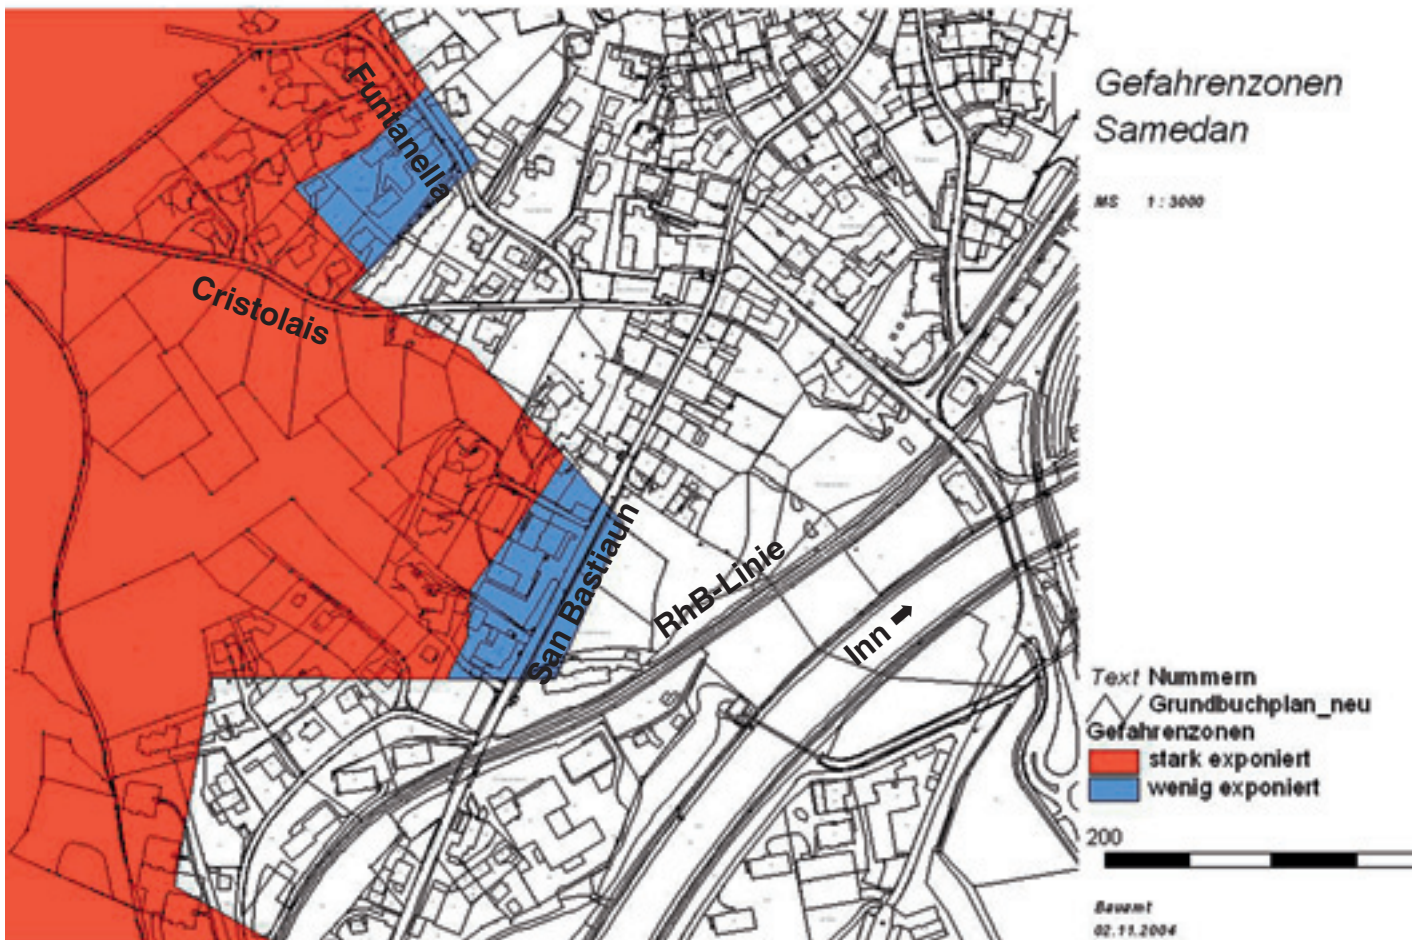 Gefahrenzonen
Samedan
MS 1 : 3000
Funtanella
Cristolais
San Bastiaun
RhB-Linie
Inn
Text Nummern
Grundbuchplan_neu
Gefahrenzonen
stark exponiert
wenig exponiert
200
Bauamt
02.11.2004